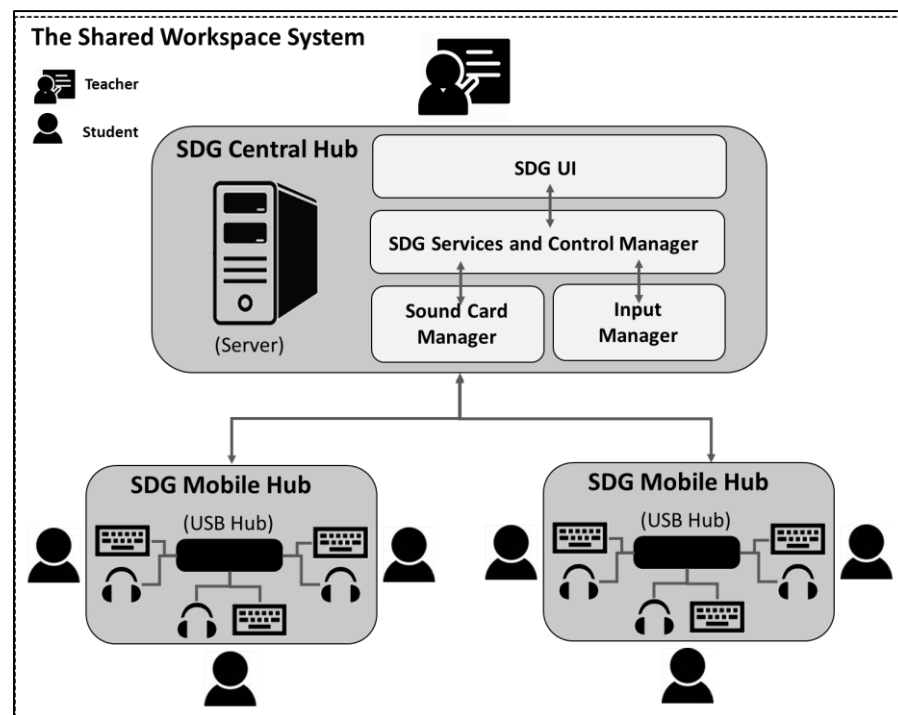 The Shared Workspace System
Teacher
Student
SDG Central Hub
SDG UI
SDG Services and Control Manager
Sound Card
Manager
Input
Manager
(Server)
SDG Mobile Hub
(USB Hub)
SDG Mobile Hub
(USB Hub)